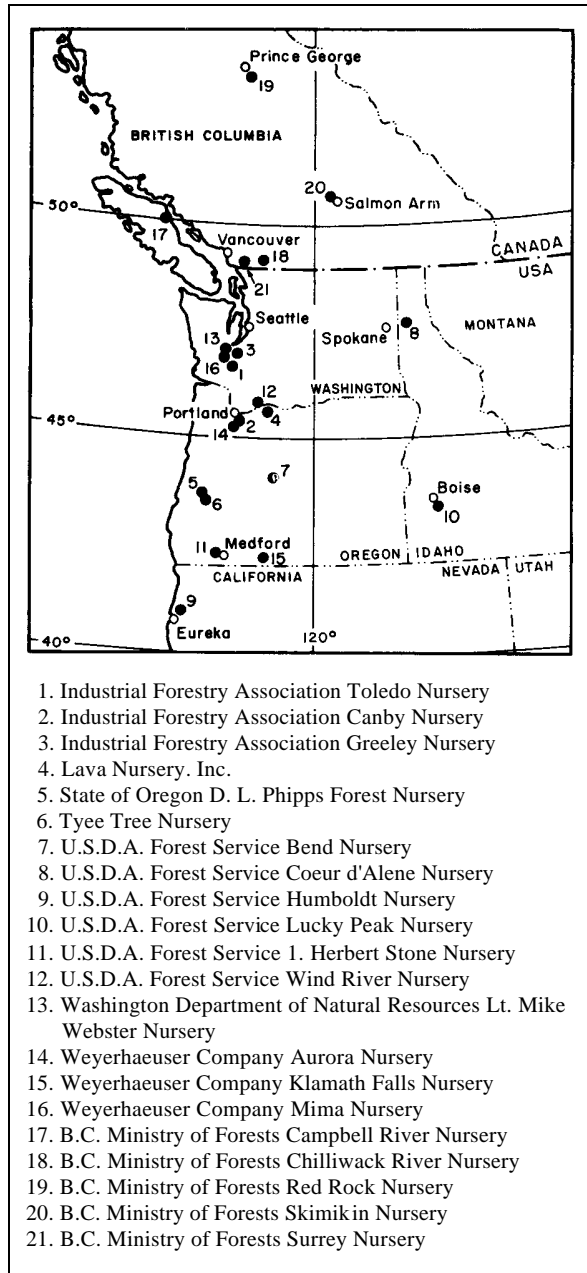 Prince George
19
BRITISH COLUMBIA
20
Salmon Arm
50°
17
Vancouver
18
CANADA
USA
21
Seattle
13
3
16
1
Spokane
8
MONTANA
12
WASHINGTON
Portland
4
2
14
45°
7
5
6
Boise
10
11
Medford
15
OREGON
IDAHO
CALIFORNIA
NEVADA
UTAH
9
Eureka
40°
120°
1. Industrial Forestry Association Toledo Nursery
2. Industrial Forestry Association Canby Nursery
3. Industrial Forestry Association Greeley Nursery
4. Lava Nursery. Inc.
5. State of Oregon D. L. Phipps Forest Nursery
6. Tyee Tree Nursery
7. U.S.D.A. Forest Service Bend Nursery
8. U.S.D.A. Forest Service Coeur d'Alene Nursery
9. U.S.D.A. Forest Service Humboldt Nursery
10. U.S.D.A. Forest Service Lucky Peak Nursery
11. U.S.D.A. Forest Service 1. Herbert Stone Nursery
12. U.S.D.A. Forest Service Wind River Nursery
13. Washington Department of Natural Resources Lt. Mike
Webster Nursery
14. Weyerhaeuser Company Aurora Nursery
15. Weyerhaeuser Company Klamath Falls Nursery
16. Weyerhaeuser Company Mima Nursery
17. B.C. Ministry of Forests Campbell River Nursery
18. B.C. Ministry of Forests Chilliwack River Nursery
19. B.C. Ministry of Forests Red Rock Nursery
20. B.C. Ministry of Forests Skimikin Nursery
21. B.C. Ministry of Forests Surrey Nursery